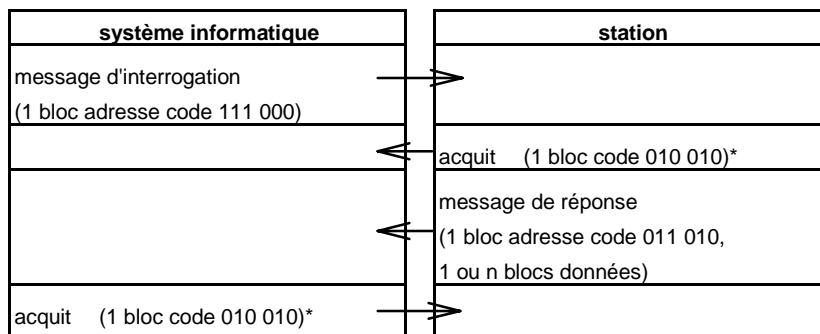 système informatique
station
message d'interrogation
(1 bloc adresse code 111 000)
acquit (1 bloc code 010 010)*
message de réponse
(1 bloc adresse code 011 010,
1 ou n blocs données)
acquit (1 bloc code 010 010)*